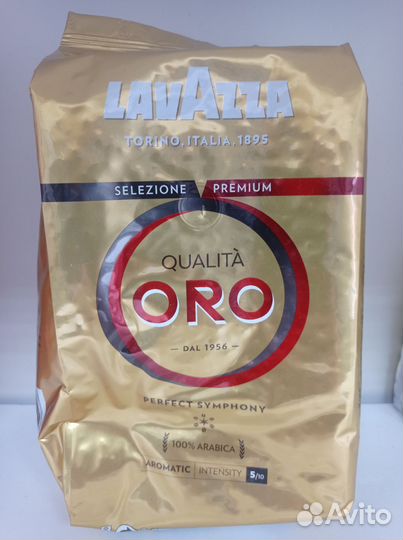 LAVAZZA
TORINO, ITALIA, 1895
SELEZIONE PREMIUM
QUALITÀ
ORO
— DAL 1956 —
PERFECT SYMPHONY
100% ARABICA
AROMATIC INTENSITY 5/10
Avito